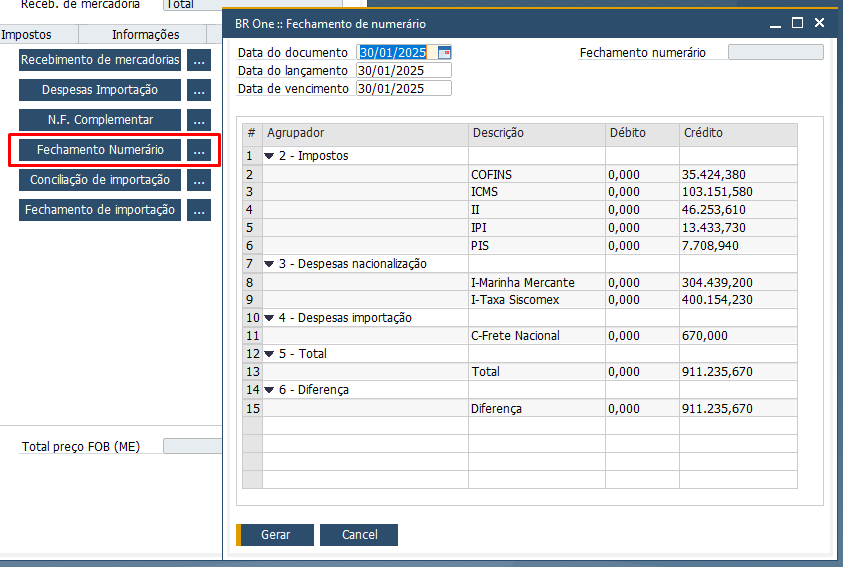 Receb. de mercadoria Total
Impostos Informações
Recebimento de mercadorias ...
Despesas Importação ...
N.F. Complementar ...
Fechamento Numerário ...
Conciliação de importação ...
Fechamento de importação ...
Total preço FOB (ME)
BR One :: Fechamento de numerário
Data do documento 30/01/2025 Fechamento numerário
Data do lançamento 30/01/2025
Data de vencimento 30/01/2025
# Agrupador Descrição Débito Crédito
1 2 - Impostos
2 COFINS 0,000 35.424,380
3 ICMS 0,000 103.151,580
4 II 0,000 46.253,610
5 IPI 0,000 13.433,730
6 PIS 0,000 7.708,940
7 3 - Despesas nacionalização
8 I-Marinha Mercante 0,000 304.439,200
9 I-Taxa Siscomex 0,000 400.154,230
10 4 - Despesas importação
11 C-Frete Nacional 0,000 670,000
12 5 - Total
13 Total 0,000 911.235,670
14 6 - Diferença
15 Diferença 0,000 911.235,670
Gerar Cancel